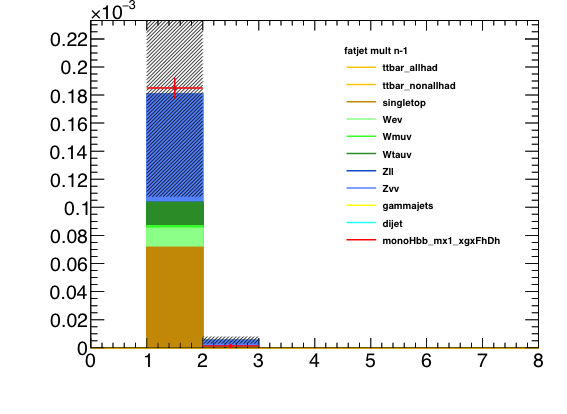 ×10⁻³
0.22
0.2
0.18
0.16
0.14
0.12
0.1
0.08
0.06
0.04
0.02
0
0 1 2 3 4 5 6 7 8
fatjet mult n-1
ttbar_allhad
ttbar_nonallhad
singletop
Wev
Wmuv
Wtauv
Zll
Zvv
gammajets
dijet
monoHbb_mx1_xgxFhDh